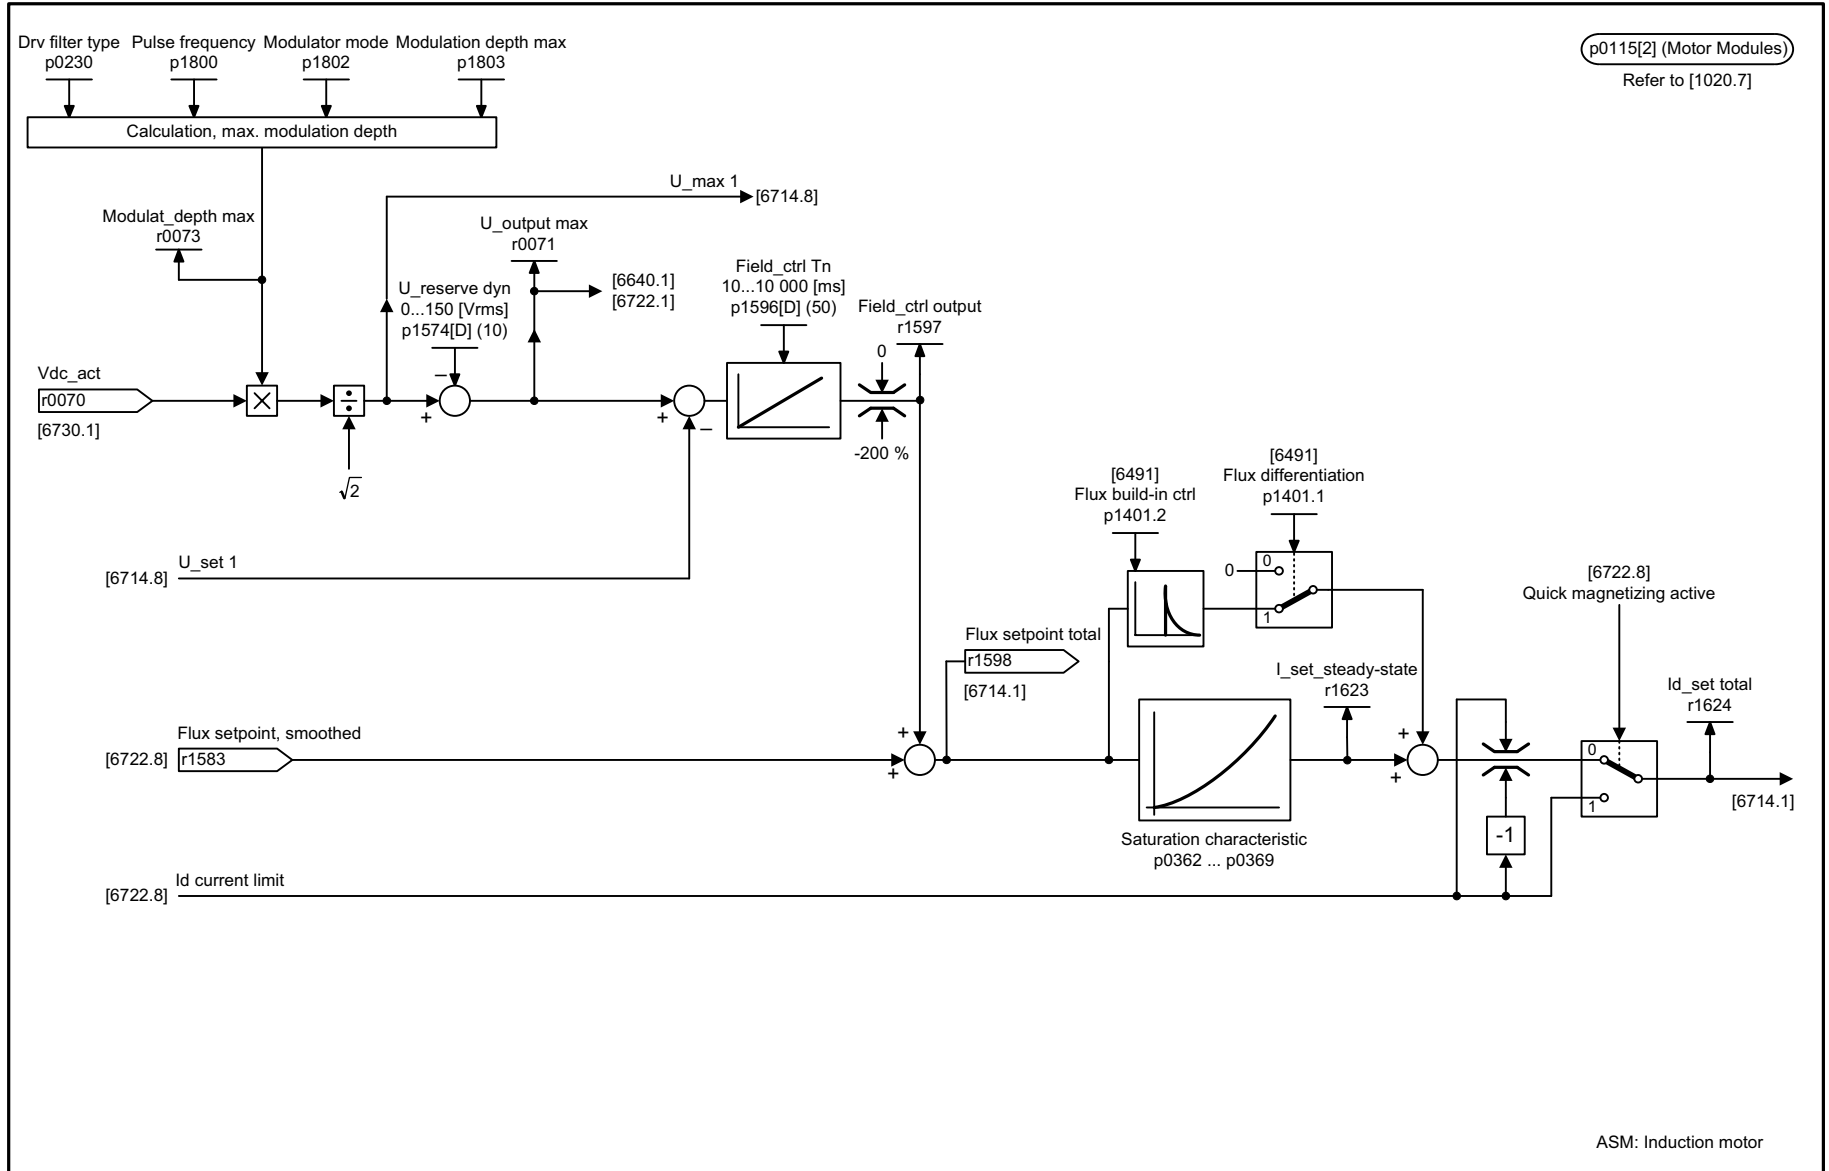 Drv filter type
p0230
Pulse frequency
p1800
Modulator mode
p1802
Modulation depth max
p1803
p0115[2] (Motor Modules)
Refer to [1020.7]
Calculation, max. modulation depth
U_max 1
[6714.8]
Modulat_depth max
r0073
U_output max
r0071
[6640.1]
[6722.1]
U_reserve dyn
0...150 [Vrms]
p1574[D] (10)
Field_ctrl Tn
10...10 000 [ms]
p1596[D] (50)
Field_ctrl output
r1597
0
-200 %
Vdc_act
r0070
[6730.1]
×
÷
√2
–
+
+
–
U_set 1
[6714.8]
[6491]
Flux build-in ctrl
p1401.2
[6491]
Flux differentiation
p1401.1
0
0
1
[6722.8]
Quick magnetizing active
Flux setpoint total
r1598
[6714.1]
I_set_steady-state
r1623
Id_set total
r1624
Flux setpoint, smoothed
[6722.8]
r1583
+
+
+
+
0
1
[6714.1]
-1
Saturation characteristic
p0362 ... p0369
Id current limit
[6722.8]
ASM: Induction motor